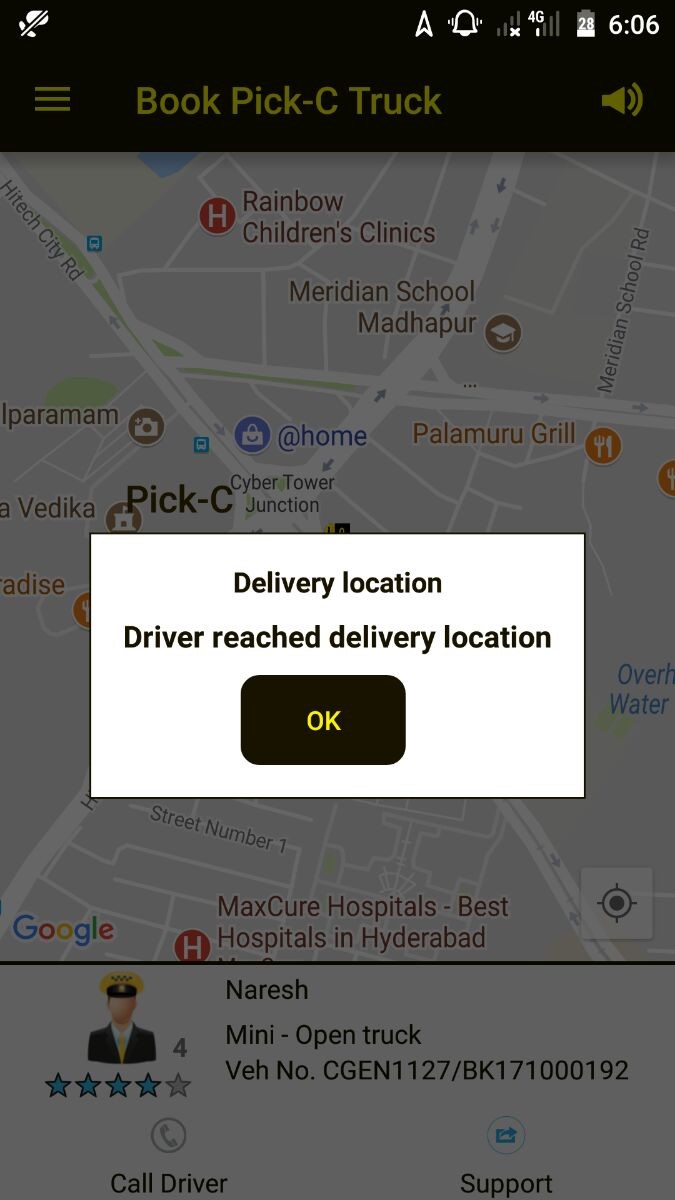 4G
28
6:06
Book Pick-C Truck
Hitech City Rd
H
Rainbow
Children's Clinics
Meridian School
Madhapur
Meridian School Rd
...
lparamam
@home
Palamuru Grill
Cyber Tower
Junction
Pick-C
a Vedika
radise
Delivery location
Driver reached delivery location
OK
Overh
Water
H
Street Number 1
Google
MaxCure Hospitals - Best
Hospitals in Hyderabad
H
Naresh
4
Mini - Open truck
Veh No. CGEN1127/BK171000192
Call Driver
Support